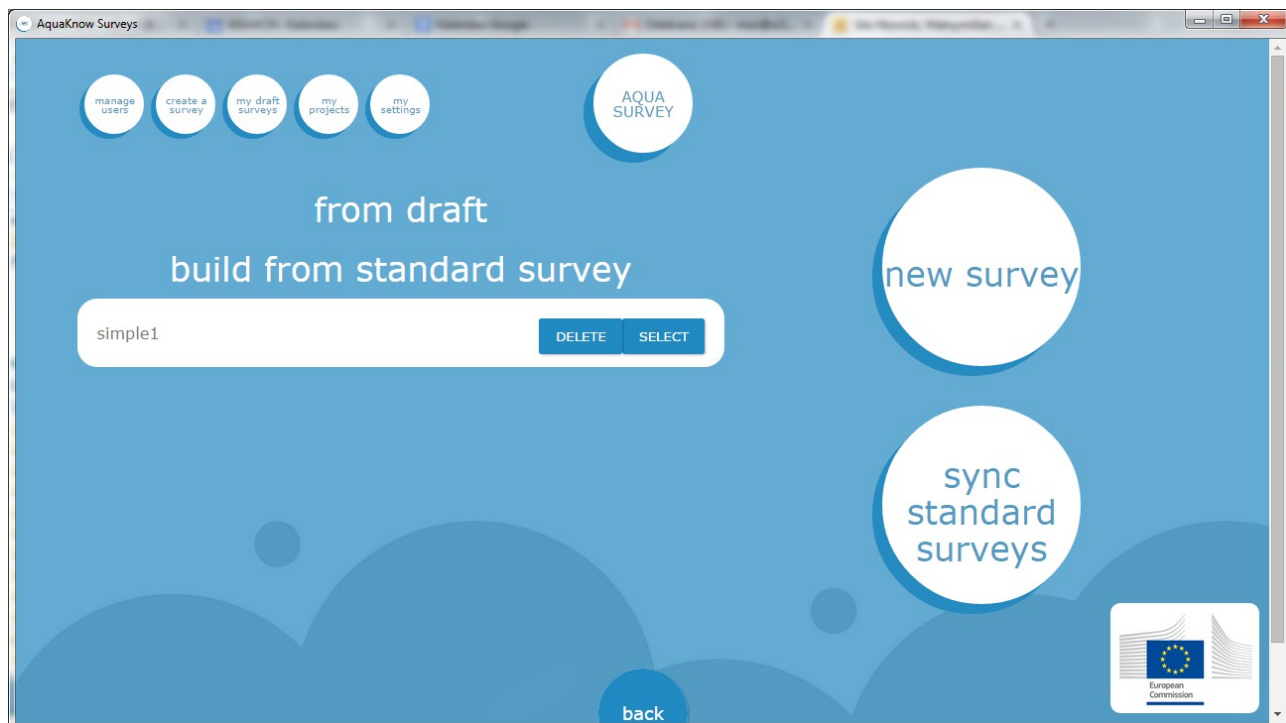 AquaKnow Surveys
manage
users
create a
survey
my draft
surveys
my
projects
my
settings
AQUA
SURVEY
from draft
build from standard survey
simple1
DELETE
SELECT
new survey
sync
standard
surveys
European
Commission
back